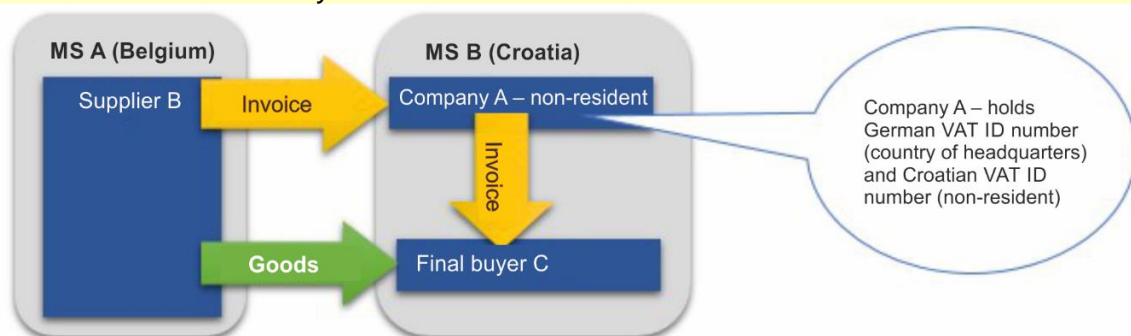 MS A (Belgium)
Supplier B
Invoice
MS B (Croatia)
Company A – non-resident
Invoice
Goods
Final buyer C
Company A – holds
German VAT ID number
(country of headquarters)
and Croatian VAT ID
number (non-resident)